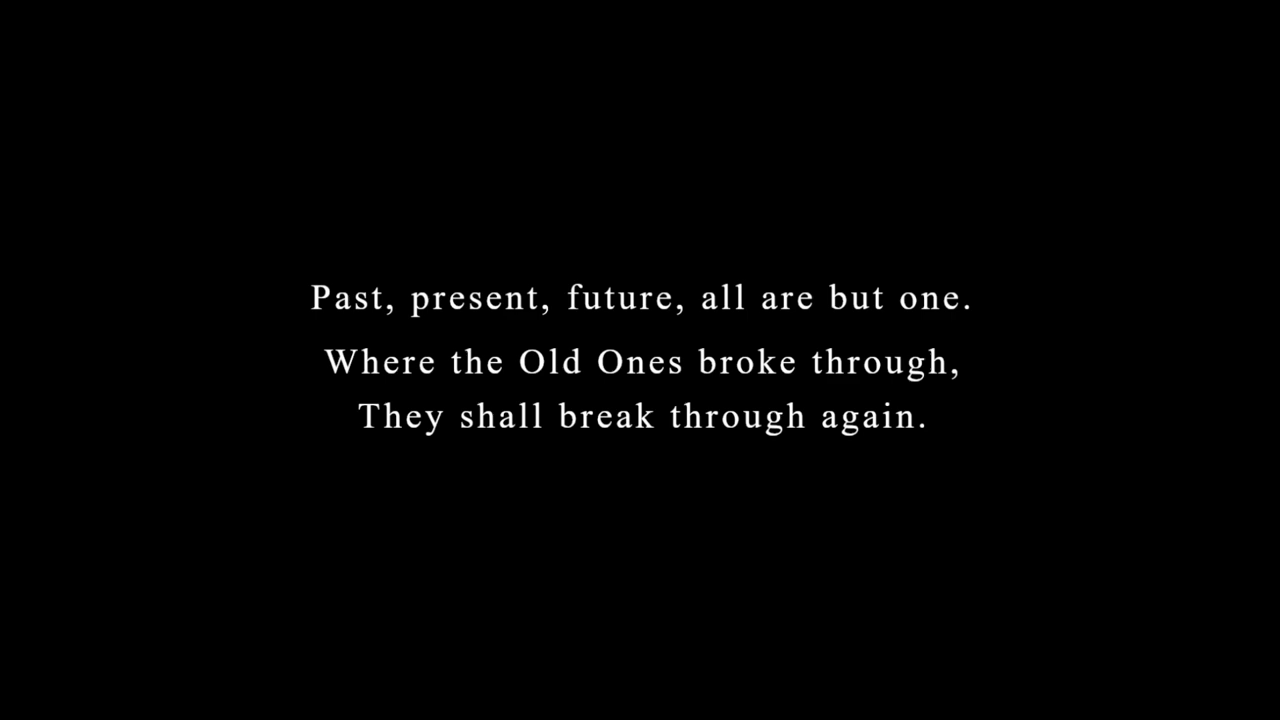 Past, present, future, all are but one.
Where the Old Ones broke through,
They shall break through again.